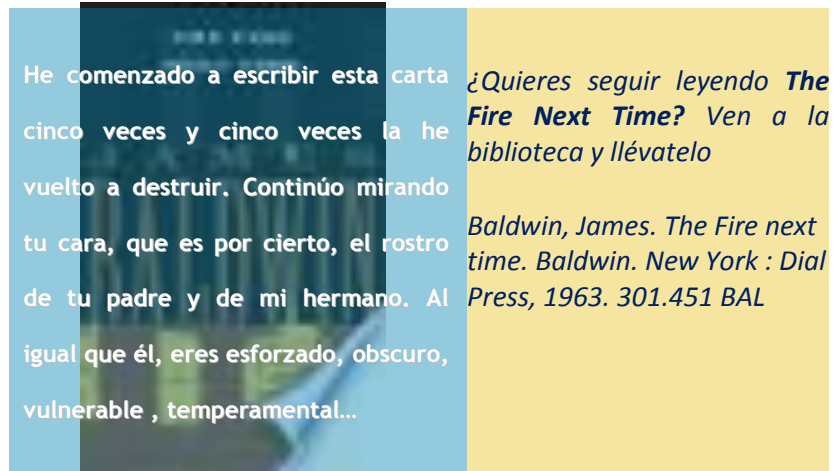 He comenzado a escribir esta carta
cinco veces y cinco veces la he
vuelto a destruir. Continúo mirando
tu cara, que es por cierto, el rostro
de tu padre y de mi hermano. Al
igual que él, eres esforzado, obscuro,
vulnerable , temperamental…
¿Quieres seguir leyendo The
Fire Next Time? Ven a la
biblioteca y llévatelo
Baldwin, James. The Fire next
time. Baldwin. New York : Dial
Press, 1963. 301.451 BAL